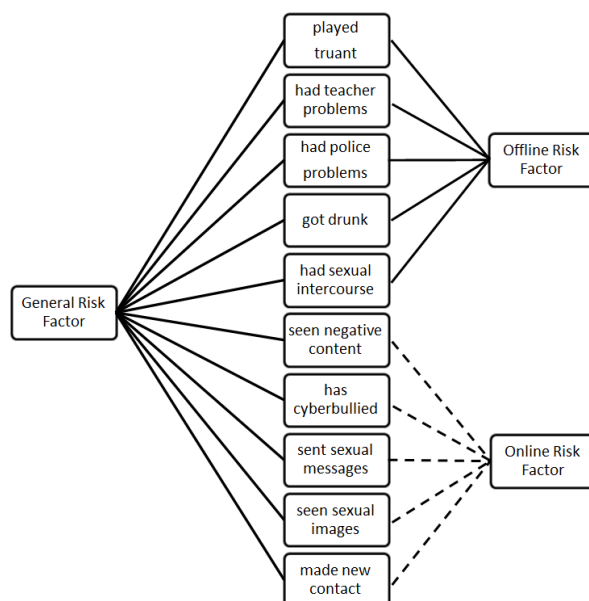 played
truant
had teacher
problems
had police
problems
got drunk
had sexual
intercourse
seen negative
content
has
cyberbullied
sent sexual
messages
seen sexual
images
made new
contact
General Risk
Factor
Offline Risk
Factor
Online Risk
Factor